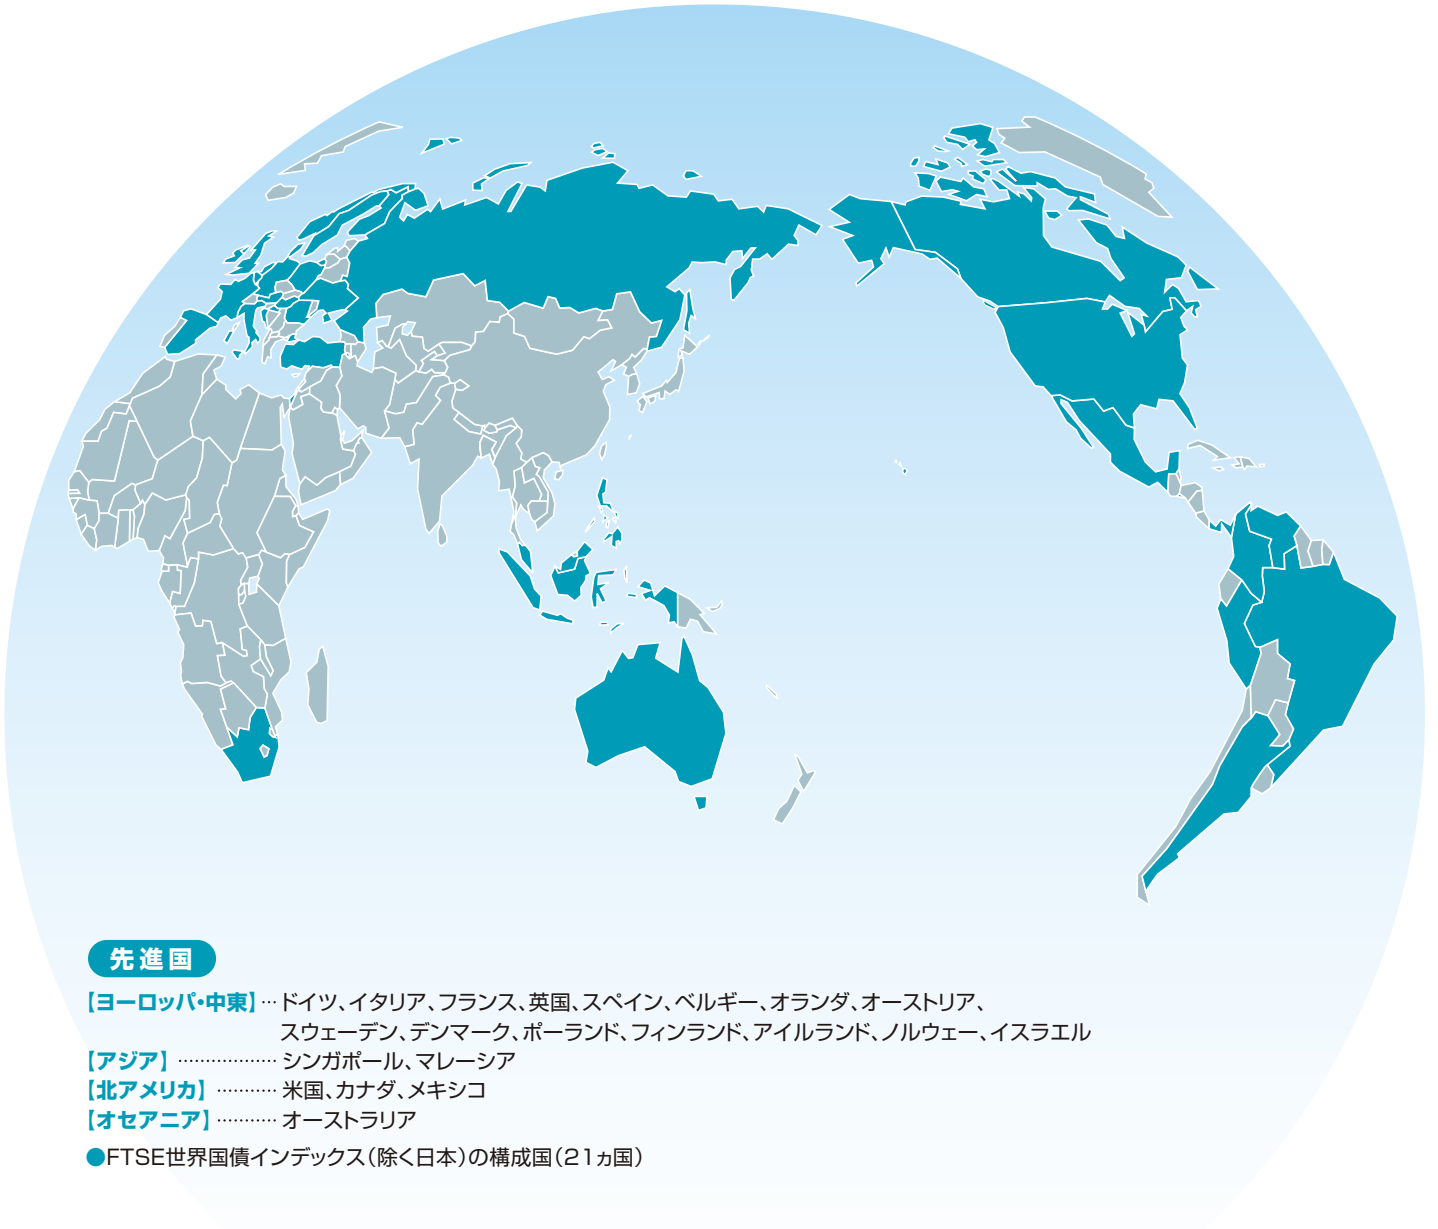 先進国
【ヨーロッパ・中東】…ドイツ、イタリア、フランス、英国、スペイン、ベルギー、オランダ、オーストリア、
スウェーデン、デンマーク、ポーランド、フィンランド、アイルランド、ノルウェー、イスラエル
【アジア】………………シンガポール、マレーシア
【北アメリカ】…………米国、カナダ、メキシコ
【オセアニア】…………オーストラリア
●FTSE世界国債インデックス（除く日本）の構成国（21ヵ国）